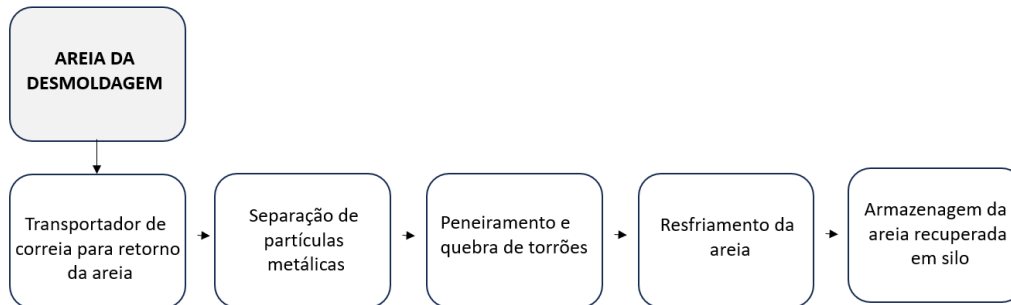 AREIA DA
DESMOLDAGEM
Transportador de
correia para retorno
da areia
Separação de
partículas
metálicas
Peneiramento e
quebra de torrões
Resfriamento da
areia
Armazenagem da
areia recuperada
em silo